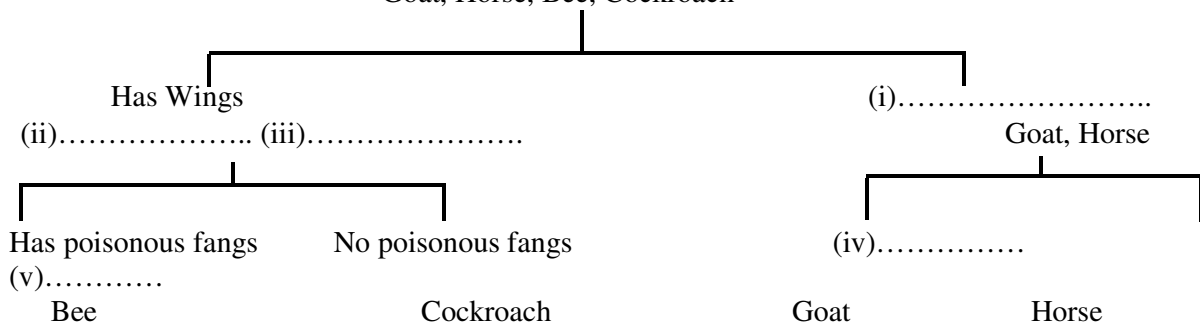 Goat, Horse, Bee, Cockroach
Has Wings (i)……………………..
(ii)……………….. (iii)………………….
Goat, Horse
Has poisonous fangs No poisonous fangs (iv)……………
(v)…………
Bee Cockroach Goat Horse